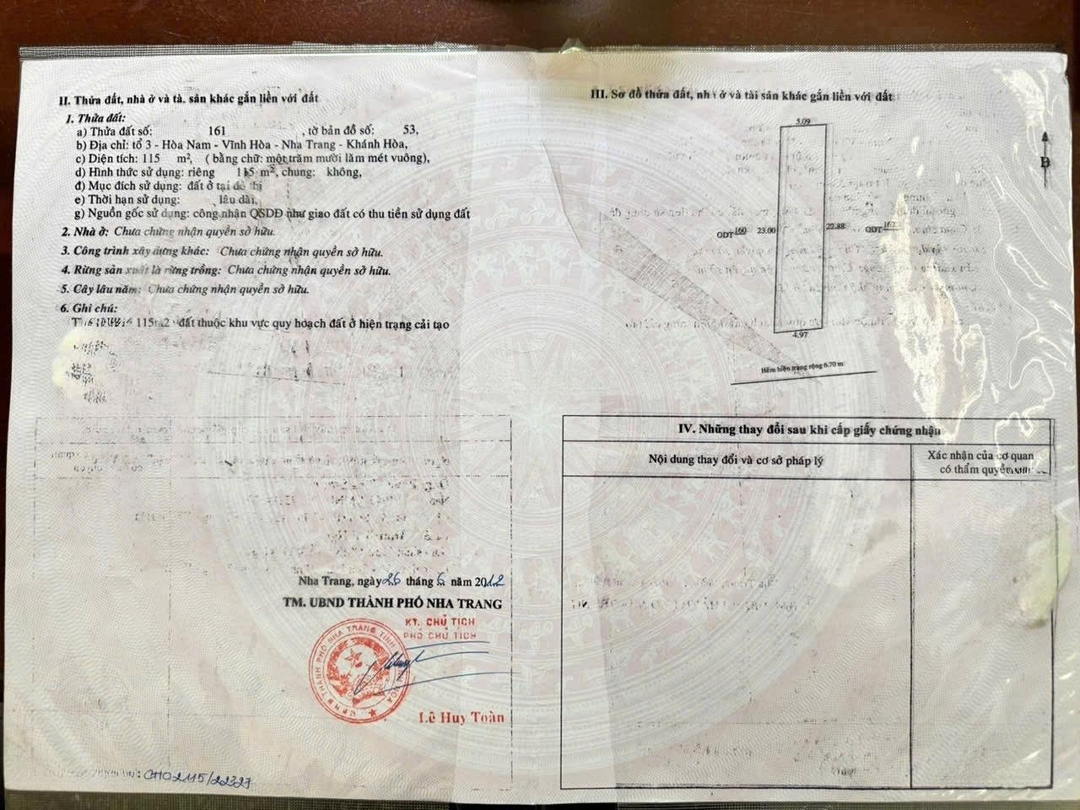 II. Thửa đất, nhà ở và tà. sản khác gắn liền với đất
1. Thửa đất:
a) Thửa đất số: 161 , tờ bản đồ số: 53,
b) Địa chỉ: tổ 3 - Hòa Nam - Vĩnh Hòa - Nha Trang - Khánh Hòa,
c) Diện tích: 115 m², ( bằng chữ: một trăm mười lăm mét vuông),
d) Hình thức sử dụng: riêng 115 m², chung: không,
đ) Mục đích sử dụng: đất ở tại đô thị
e) Thời hạn sử dụng: lâu dài,
g) Nguồn gốc sử dụng: công nhận QSDĐ như giao đất có thu tiền sử dụng đất
2. Nhà ở: Chưa chứng nhận quyền sở hữu.
3. Công trình xây dựng khác: Chưa chứng nhận quyền sở hữu.
4. Rừng sản xuất là rừng trồng: Chưa chứng nhận quyền sở hữu.
5. Cây lâu năm: Chưa chứng nhận quyền sở hữu.
6. Ghi chú:
115m2 đất thuộc khu vực quy hoạch đất ở hiện trạng cải tạo
Nha Trang, ngày 26 tháng 6 năm 2012
TM. UBND THÀNH PHỐ NHA TRANG
KT. CHỦ TỊCH
PHÓ CHỦ TỊCH
Lê Huy Toàn
CH02115/22327
III. Sơ đồ thửa đất, nhà ở và tài sản khác gắn liền với đất
B
5.09
ODT 160 23.00 22.88 ODT 162
4.97
Hẻm hiện trạng rộng 6.70 m
IV. Những thay đổi sau khi cấp giấy chứng nhận
Nội dung thay đổi và cơ sở pháp lý
Xác nhận của cơ quan
có thẩm quyền